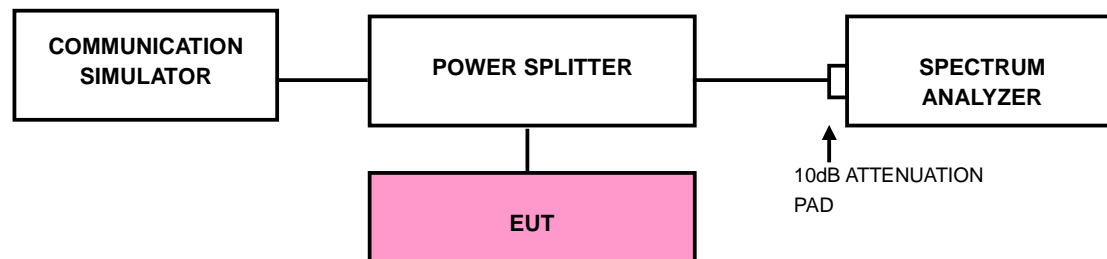 COMMUNICATION
SIMULATOR
POWER SPLITTER
SPECTRUM
ANALYZER
10dB ATTENUATION
PAD
EUT